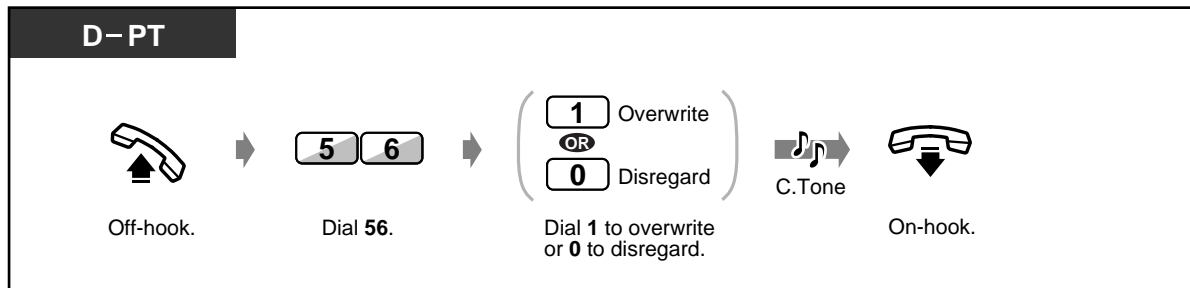 D–PT
5 6
1 Overwrite
OR
0 Disregard
C.Tone
Off-hook.
Dial 56.
Dial 1 to overwrite
or 0 to disregard.
On-hook.